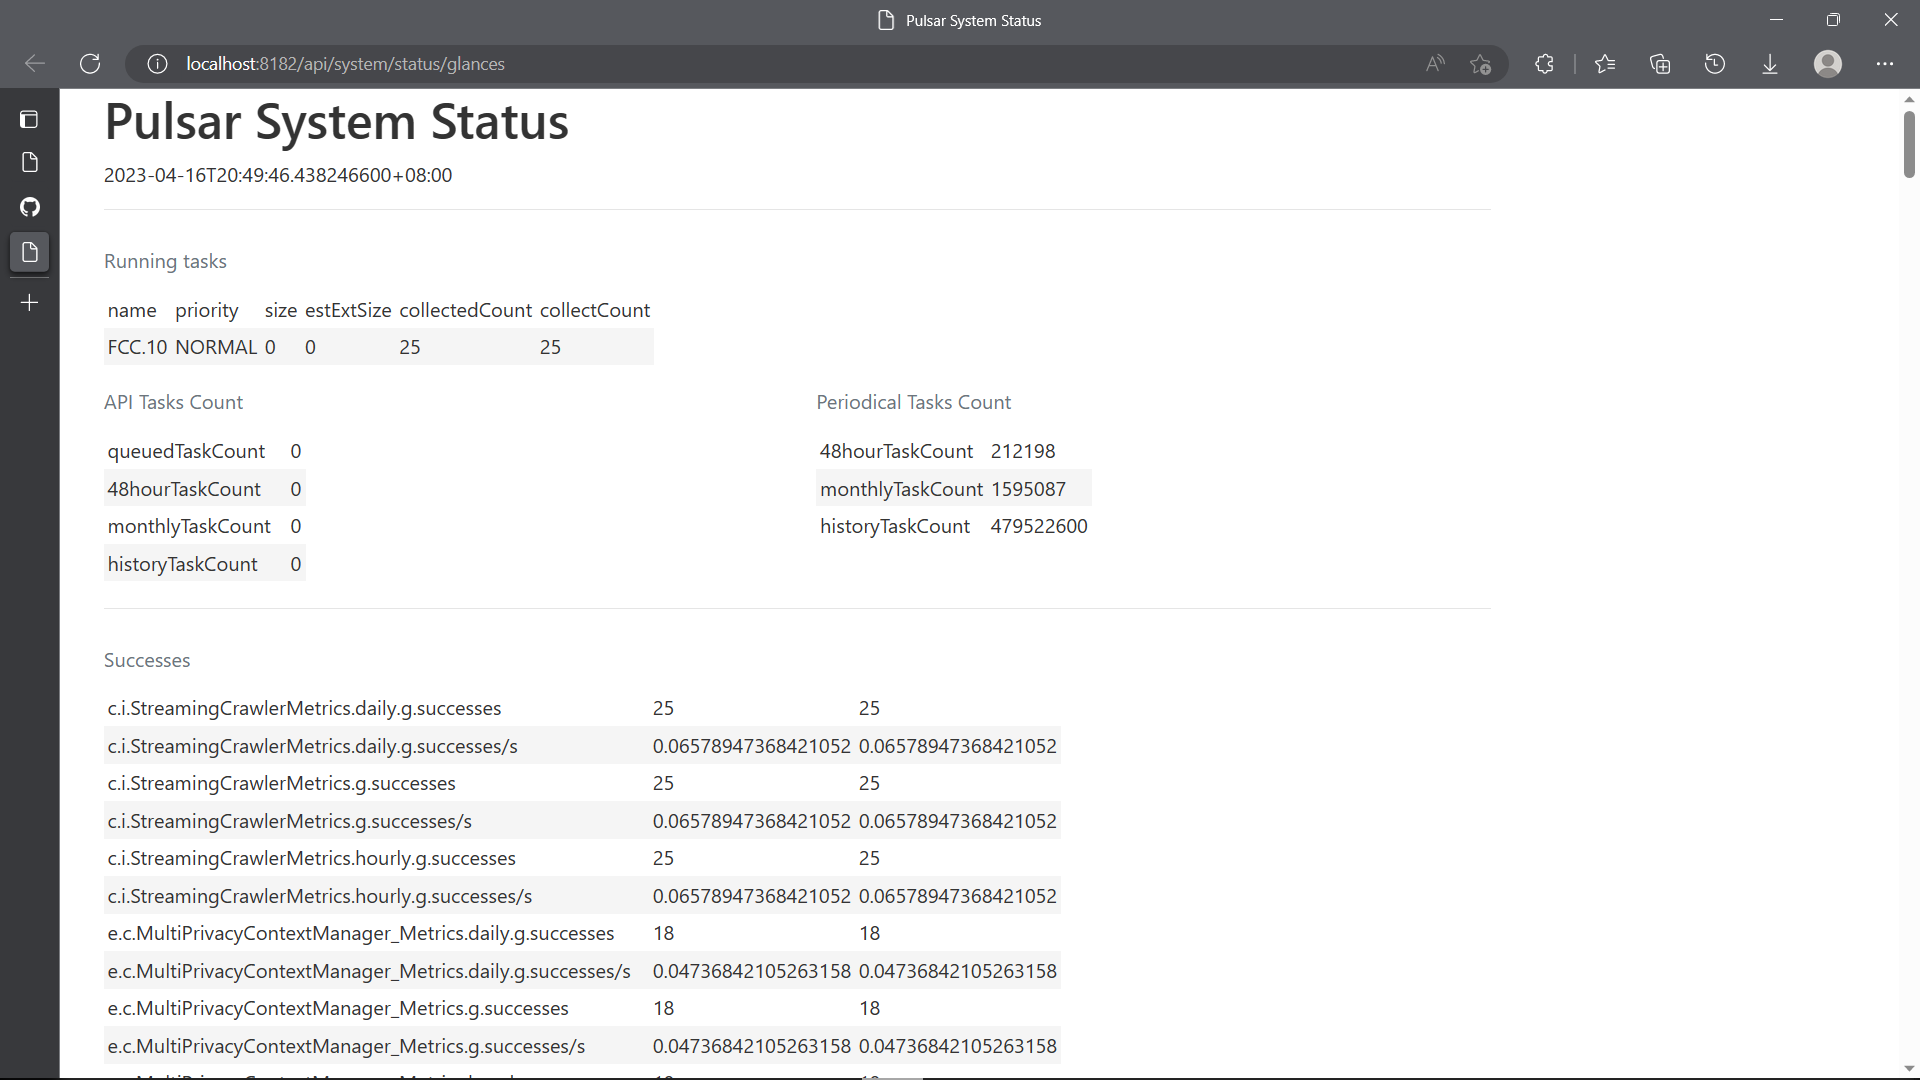 Pulsar System Status
localhost:8182/api/system/status/glances
Pulsar System Status
2023-04-16T20:49:46.438246600+08:00
Running tasks
name priority size estExtSize collectedCount collectCount
FCC.10 NORMAL 0 0 25 25
API Tasks Count
queuedTaskCount 0
48hourTaskCount 0
monthlyTaskCount 0
historyTaskCount 0
Periodical Tasks Count
48hourTaskCount 212198
monthlyTaskCount 1595087
historyTaskCount 479522600
Successes
c.i.StreamingCrawlerMetrics.daily.g.successes 25 25
c.i.StreamingCrawlerMetrics.daily.g.successes/s 0.06578947368421052 0.06578947368421052
c.i.StreamingCrawlerMetrics.g.successes 25 25
c.i.StreamingCrawlerMetrics.g.successes/s 0.06578947368421052 0.06578947368421052
c.i.StreamingCrawlerMetrics.hourly.g.successes 25 25
c.i.StreamingCrawlerMetrics.hourly.g.successes/s 0.06578947368421052 0.06578947368421052
e.c.MultiPrivacyContextManager_Metrics.daily.g.successes 18 18
e.c.MultiPrivacyContextManager_Metrics.daily.g.successes/s 0.04736842105263158 0.04736842105263158
e.c.MultiPrivacyContextManager_Metrics.g.successes 18 18
e.c.MultiPrivacyContextManager_Metrics.g.successes/s 0.04736842105263158 0.04736842105263158